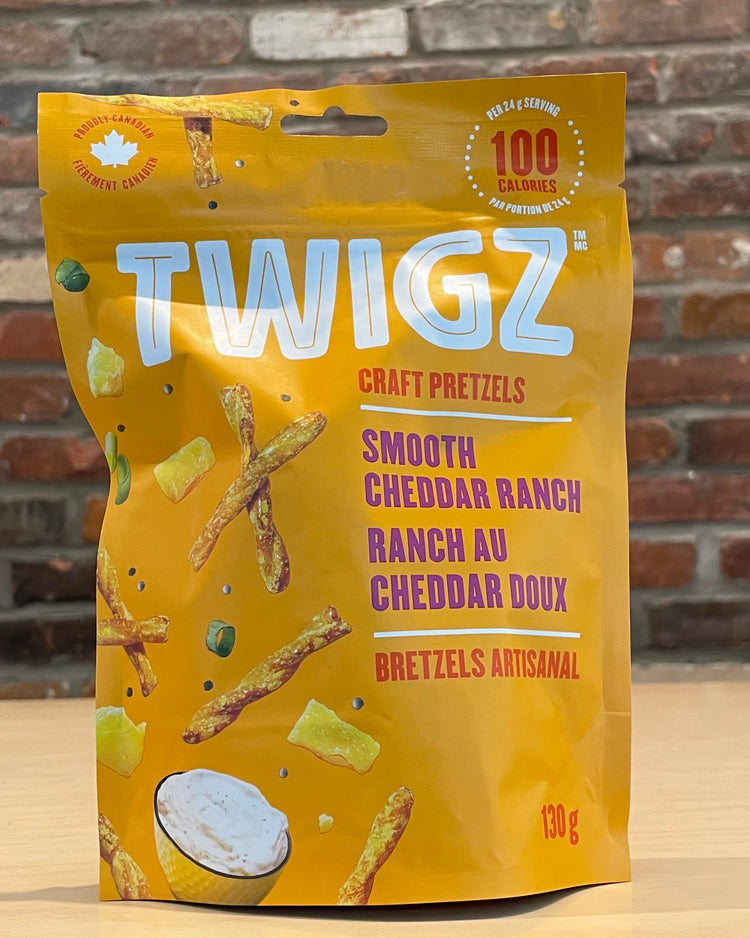 PROUDLY CANADIAN
FIÈREMENT CANADIEN
PER 24 g SERVING
100
CALORIES
PAR PORTION DE 24 g
TWIGZ
TM
MC
CRAFT PRETZELS
SMOOTH
CHEDDAR RANCH
RANCH AU
CHEDDAR DOUX
BRETZELS ARTISANAL
130 g